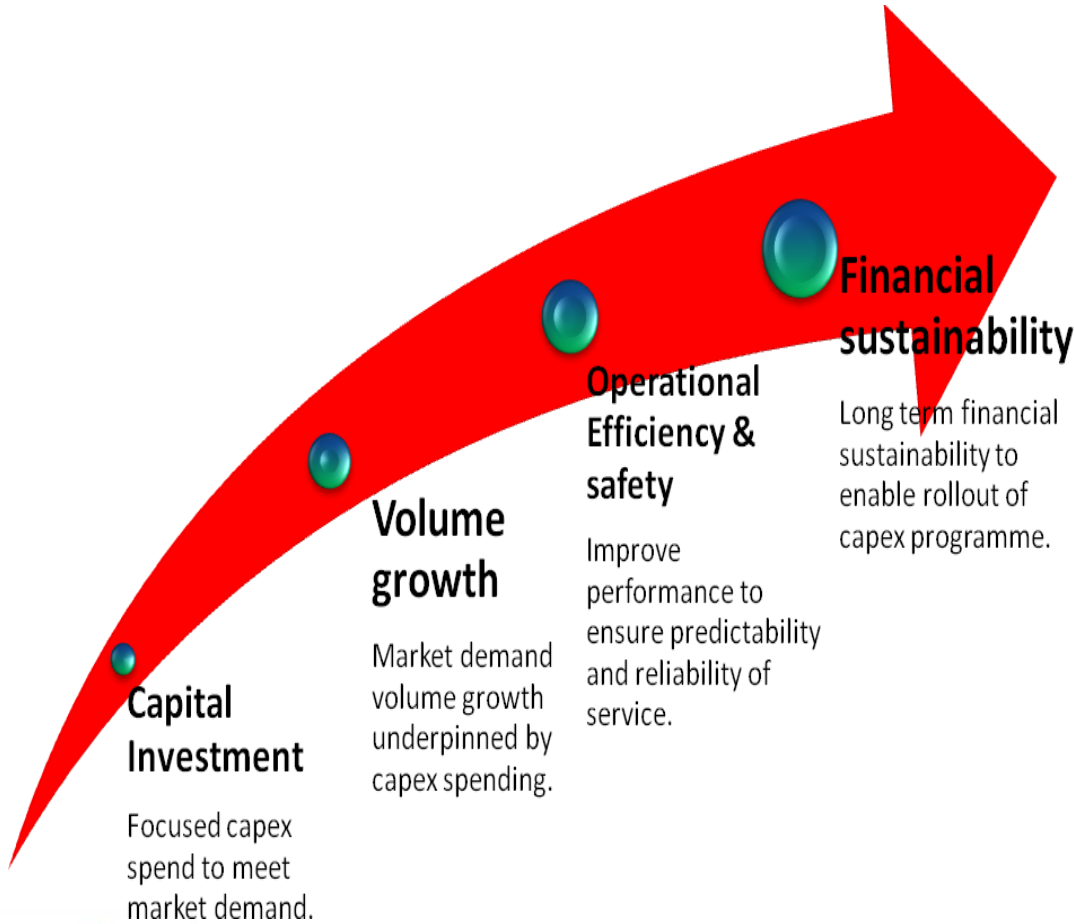 Capital
Investment
Focused capex
spend to meet
market demand.
Volume
growth
Market demand
volume growth
underpinned by
capex spending.
Operational
Efficiency &
safety
Improve
performance to
ensure predictability
and reliability of
service.
Financial
sustainability
Long term financial
sustainability to
enable rollout of
capex programme.